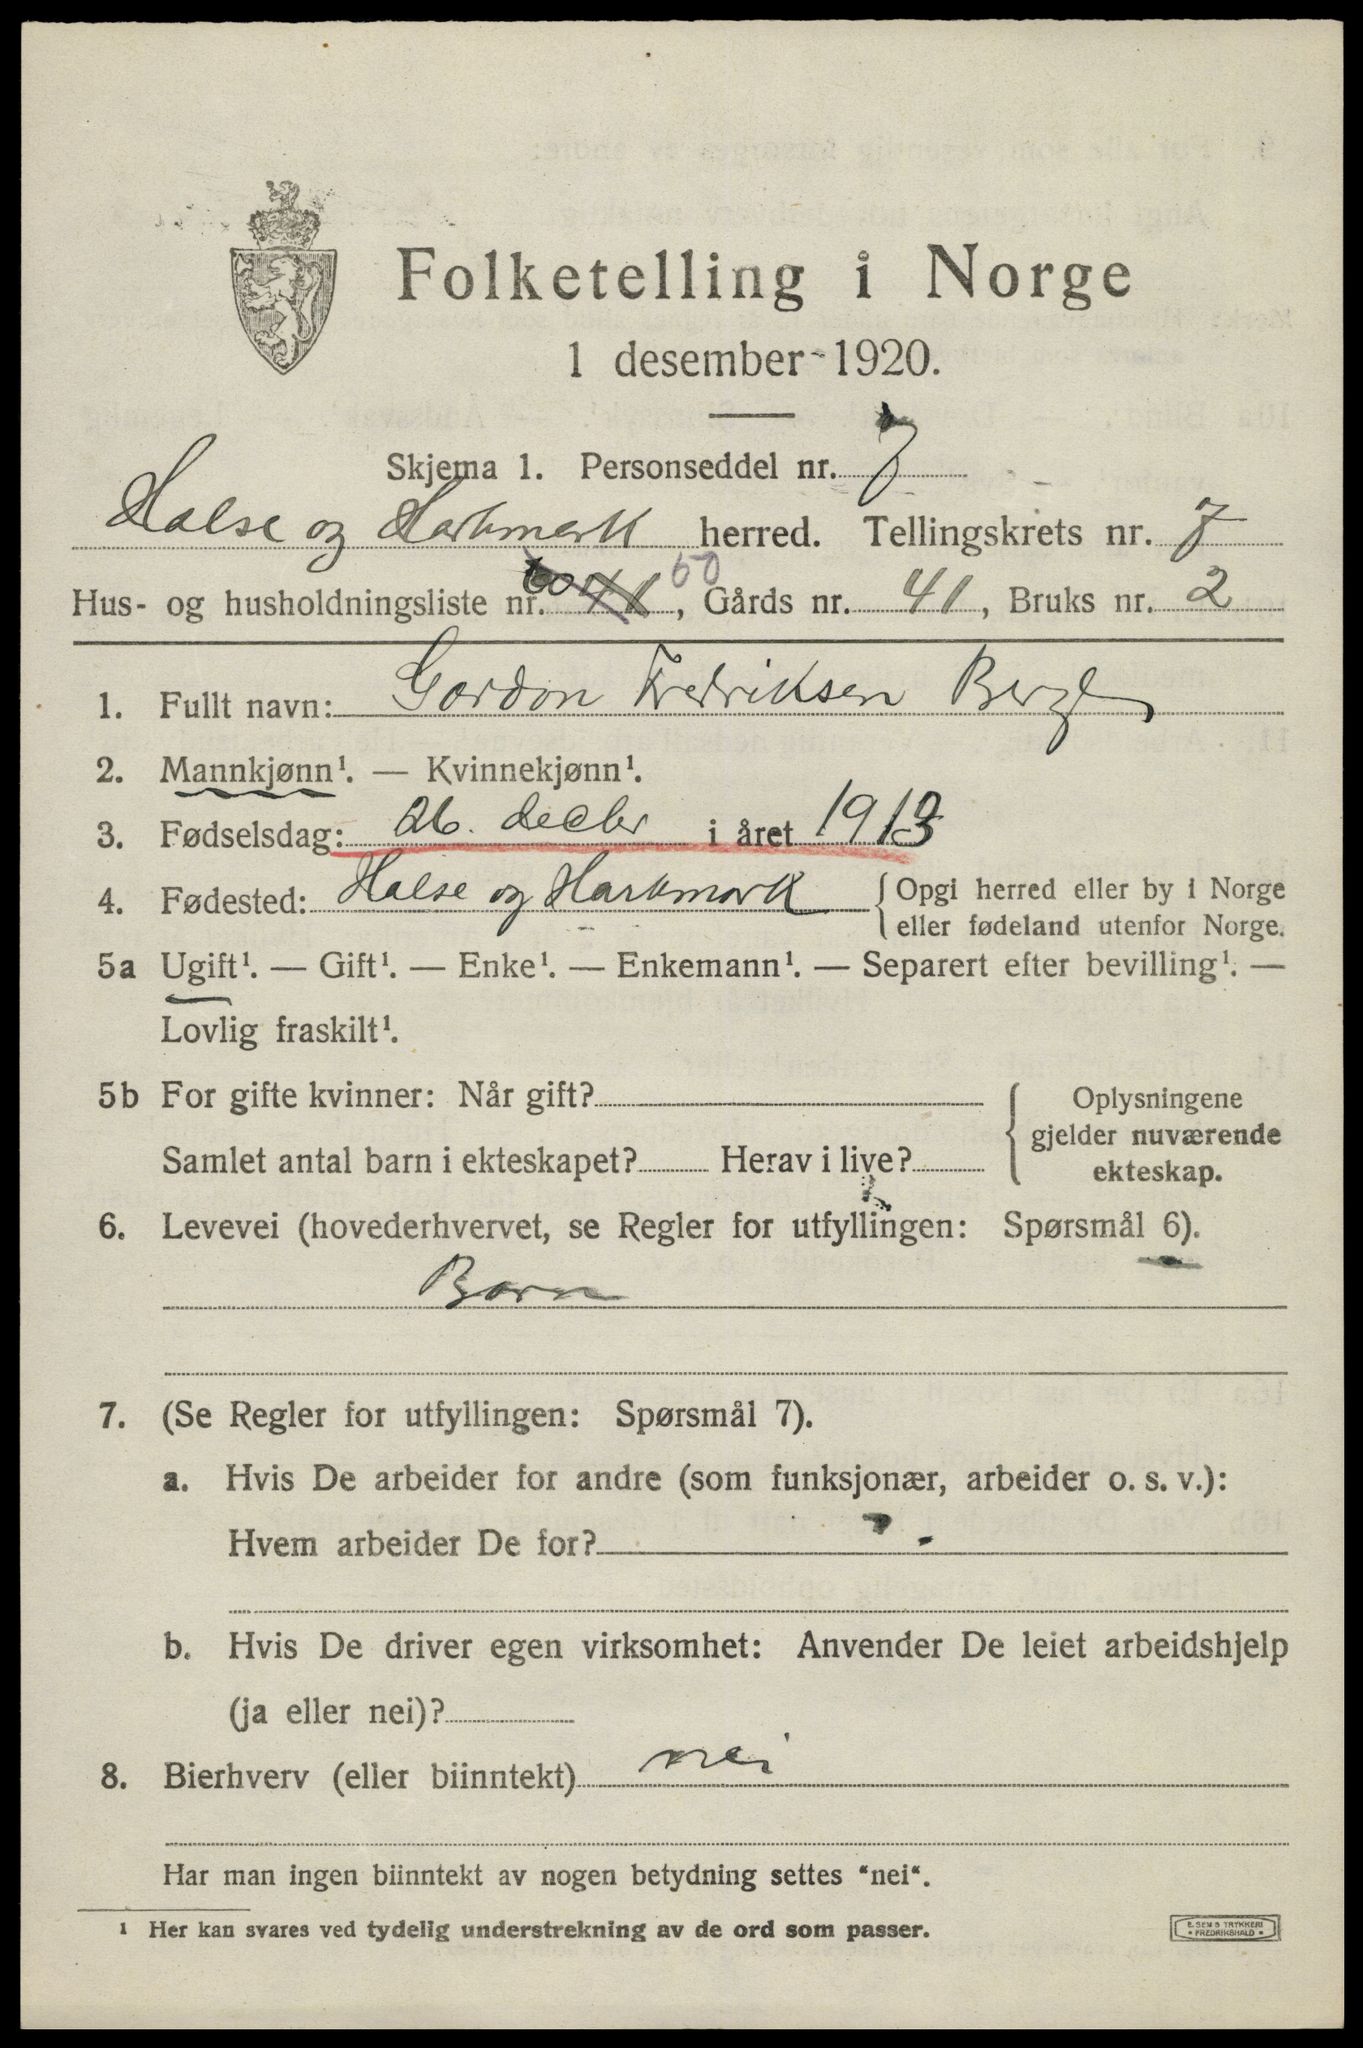 Folketelling i Norge
1 desember 1920.
Skjema 1. Personseddel nr. 7
Halse og Harkmark herred. Tellingskrets nr. 7
Hus- og husholdningsliste nr. 60 41 60, Gårds nr. 41, Bruks nr. 2
1. Fullt navn: Gordon Fredriksen Berge
2. Mannkjønn¹. — Kvinnekjønn¹.
3. Fødselsdag: 26. decbr i året 1913
4. Fødested: Halse og Harkmark { Opgi herred eller by i Norge
eller fødeland utenfor Norge.
5a Ugift¹. — Gift¹. — Enke¹. — Enkemann¹. — Separert efter bevilling¹. —
Lovlig fraskilt¹.
5b For gifte kvinner: Når gift?
Samlet antal barn i ekteskapet? Herav i live?
{ Oplysningene
gjelder nuværende
ekteskap.
6. Levevei (hovederhvervet, se Regler for utfyllingen: Spørsmål 6).
Barn
7. (Se Regler for utfyllingen: Spørsmål 7).
a. Hvis De arbeider for andre (som funksjonær, arbeider o. s. v.):
Hvem arbeider De for?
b. Hvis De driver egen virksomhet: Anvender De leiet arbeidshjelp
(ja eller nei)?
8. Bierhverv (eller biinntekt) nei
Har man ingen biinntekt av nogen betydning settes "nei".
¹ Her kan svares ved tydelig understrekning av de ord som passer.
E. SEM'S TRYKKERI
* FREDRIKSHALD *